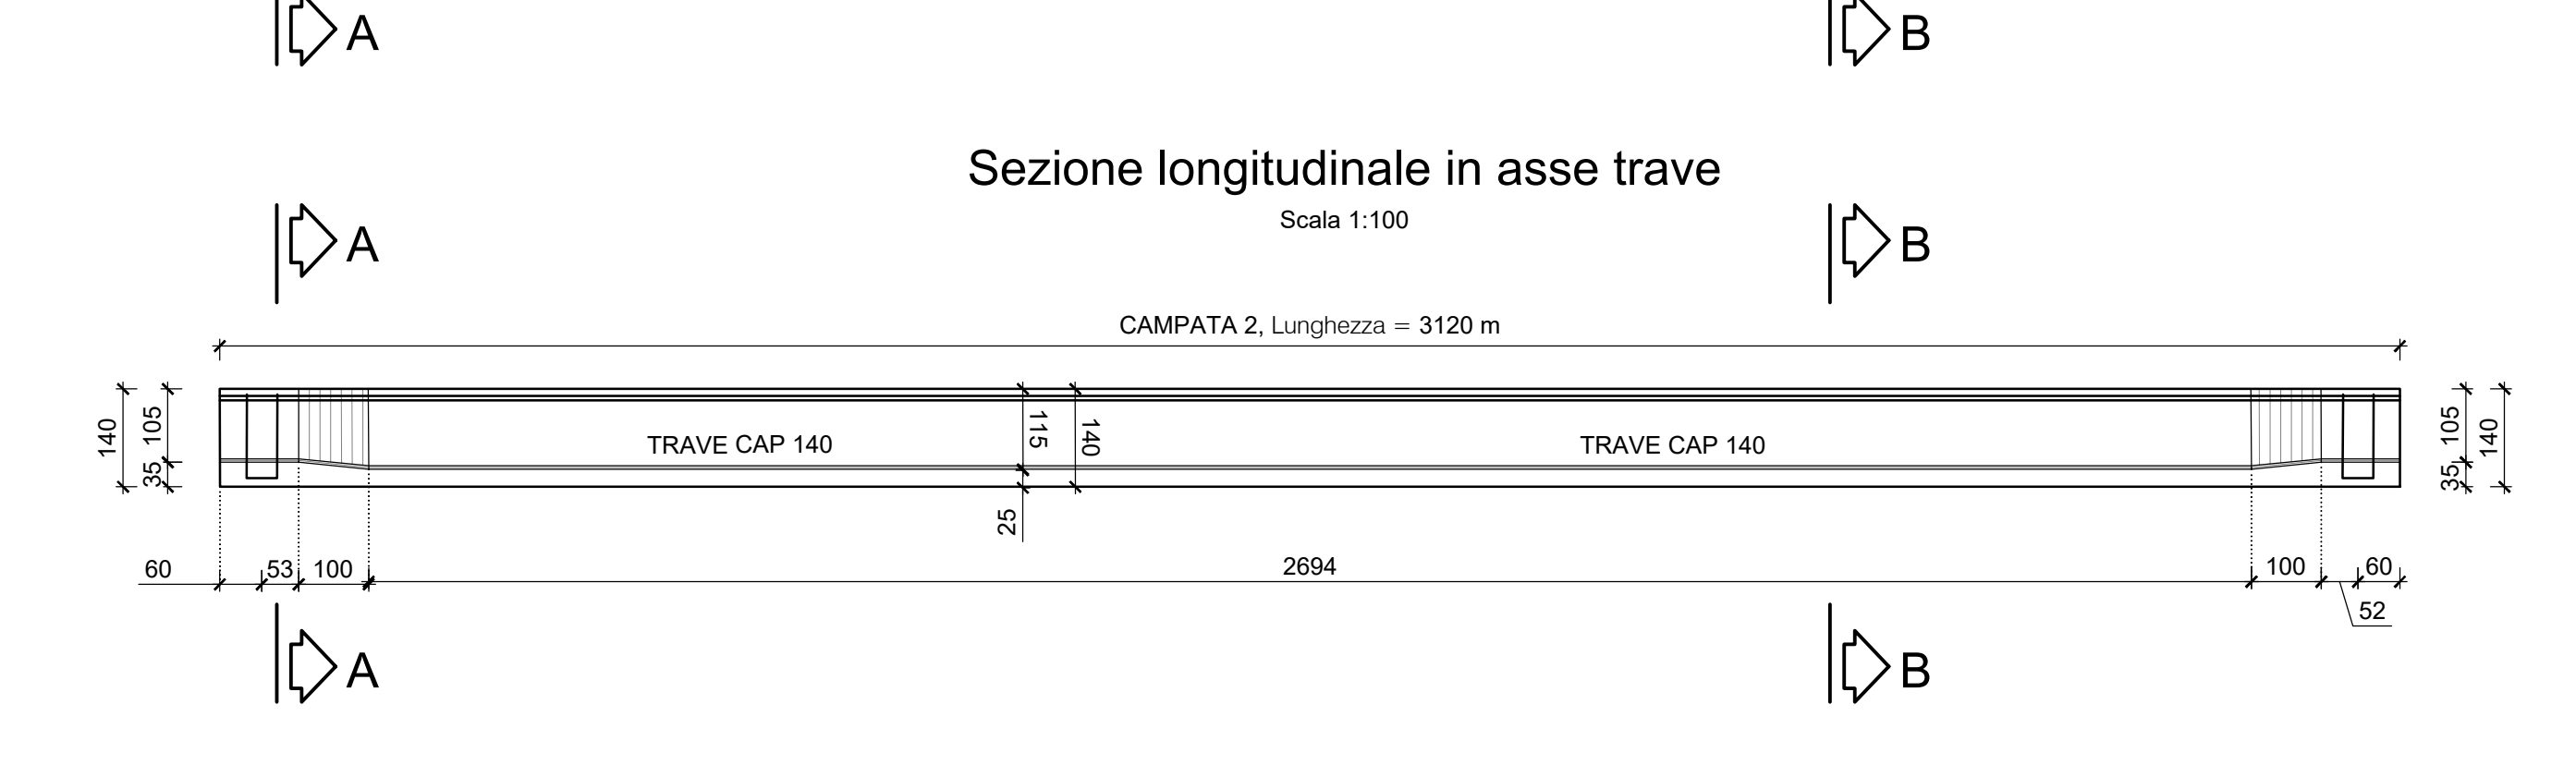 A B
Sezione longitudinale in asse trave
Scala 1:100
A B
CAMPATA 2, Lunghezza = 3120 m
140 105 35 TRAVE CAP 140 115 140 TRAVE CAP 140 105 35 140
25
60 53 100 2694 100 60
52
A B